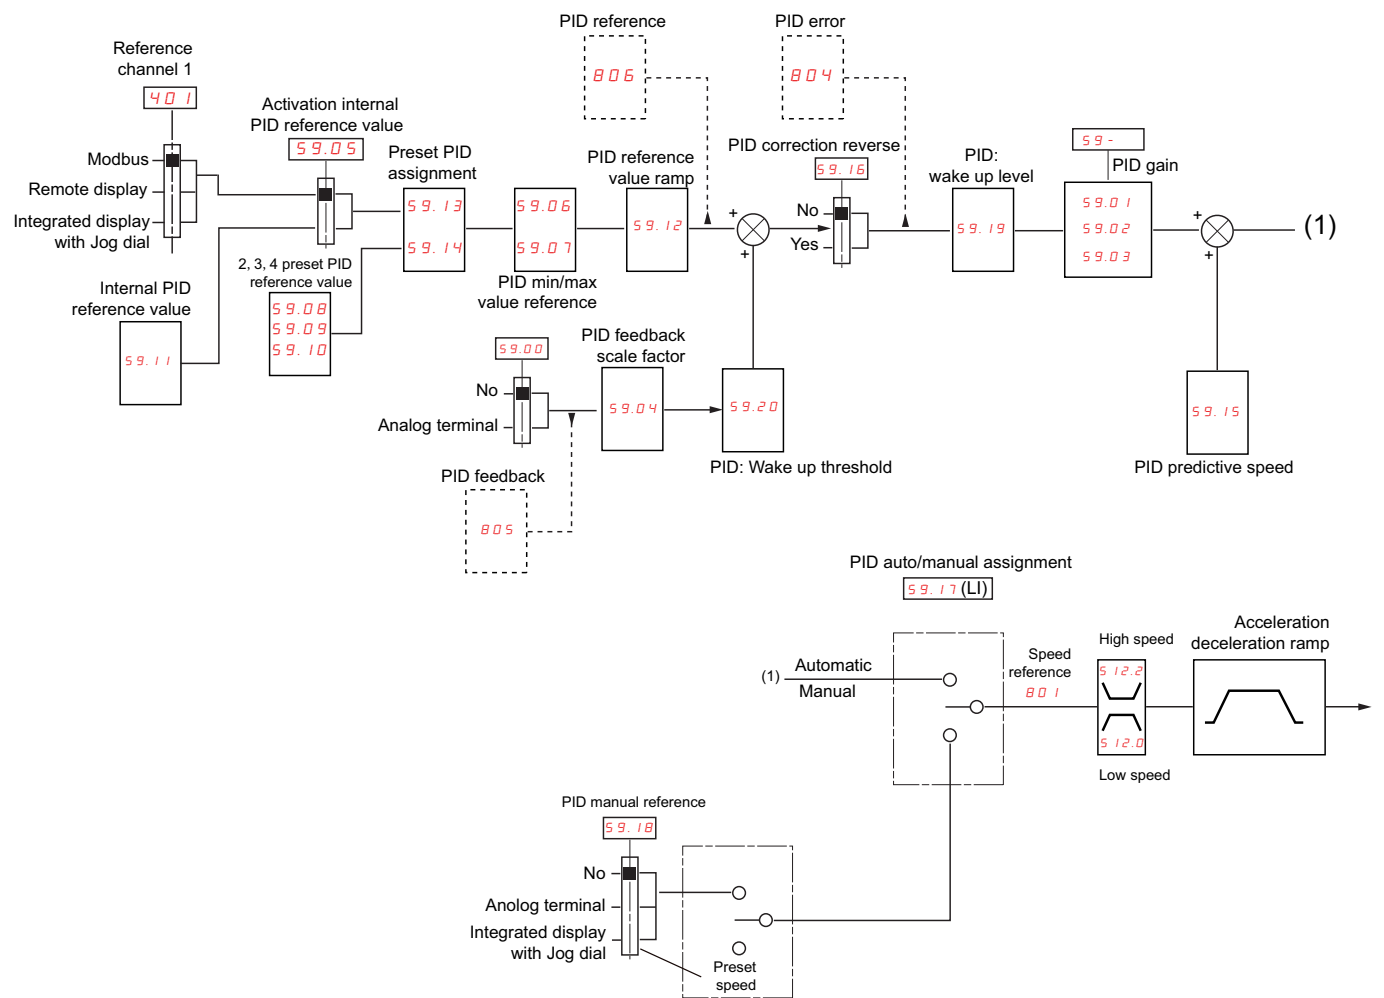 PID reference
806
PID error
804
Reference
channel 1
401
Activation internal
PID reference value
59.05
Modbus
Remote display
Integrated display
with Jog dial
Preset PID
assignment
59.13
59.14
59.06
59.07
PID min/max
value reference
PID reference
value ramp
59.12
+
+
PID correction reverse
59.16
No
Yes
PID:
wake up level
59.19
59-
PID gain
59.01
59.02
59.03
+
+
(1)
2, 3, 4 preset PID
reference value
59.08
59.09
59.10
Internal PID
reference value
59.11
59.00
No
Analog terminal
PID feedback
scale factor
59.04
59.20
PID: Wake up threshold
59.15
PID predictive speed
PID feedback
805
PID auto/manual assignment
59.17 (LI)
(1)
Automatic
Manual
Speed
reference
801
High speed
512.2
512.0
Low speed
Acceleration
deceleration ramp
PID manual reference
59.18
No
Anolog terminal
Integrated display
with Jog dial
Preset
speed